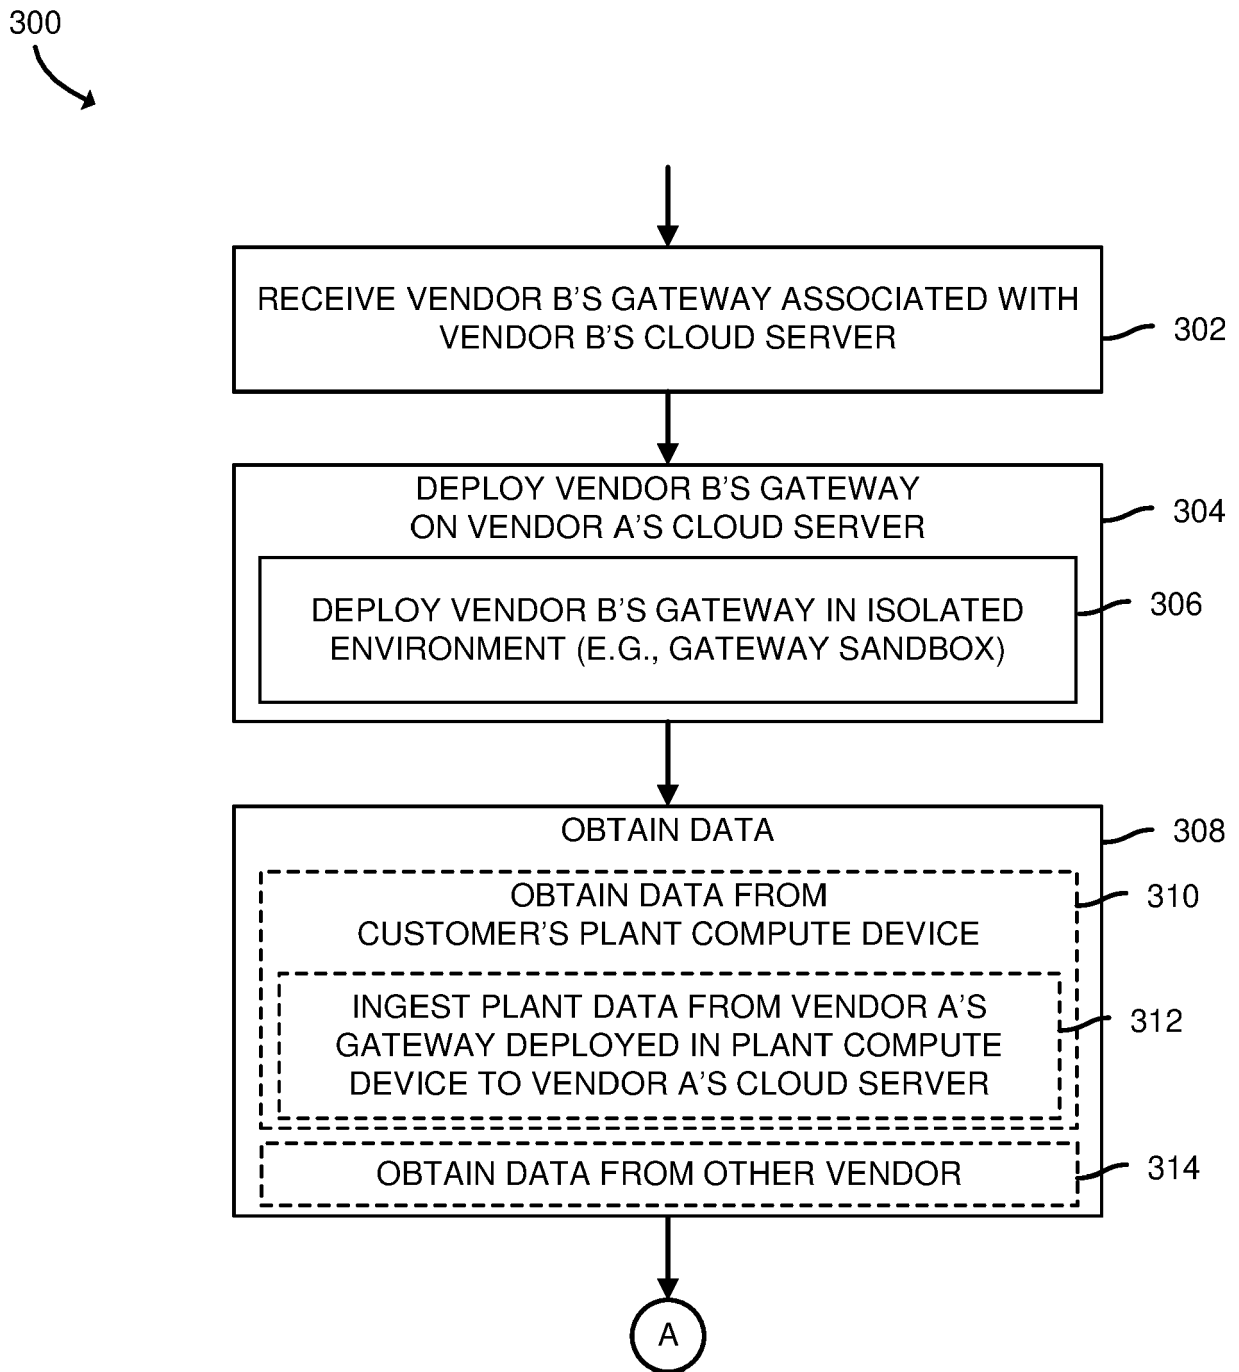 300
RECEIVE VENDOR B'S GATEWAY ASSOCIATED WITH
VENDOR B'S CLOUD SERVER
302
DEPLOY VENDOR B'S GATEWAY
ON VENDOR A'S CLOUD SERVER
304
DEPLOY VENDOR B'S GATEWAY IN ISOLATED
ENVIRONMENT (E.G., GATEWAY SANDBOX)
306
OBTAIN DATA
308
OBTAIN DATA FROM
CUSTOMER'S PLANT COMPUTE DEVICE
310
INGEST PLANT DATA FROM VENDOR A'S
GATEWAY DEPLOYED IN PLANT COMPUTE
DEVICE TO VENDOR A'S CLOUD SERVER
312
OBTAIN DATA FROM OTHER VENDOR
314
A